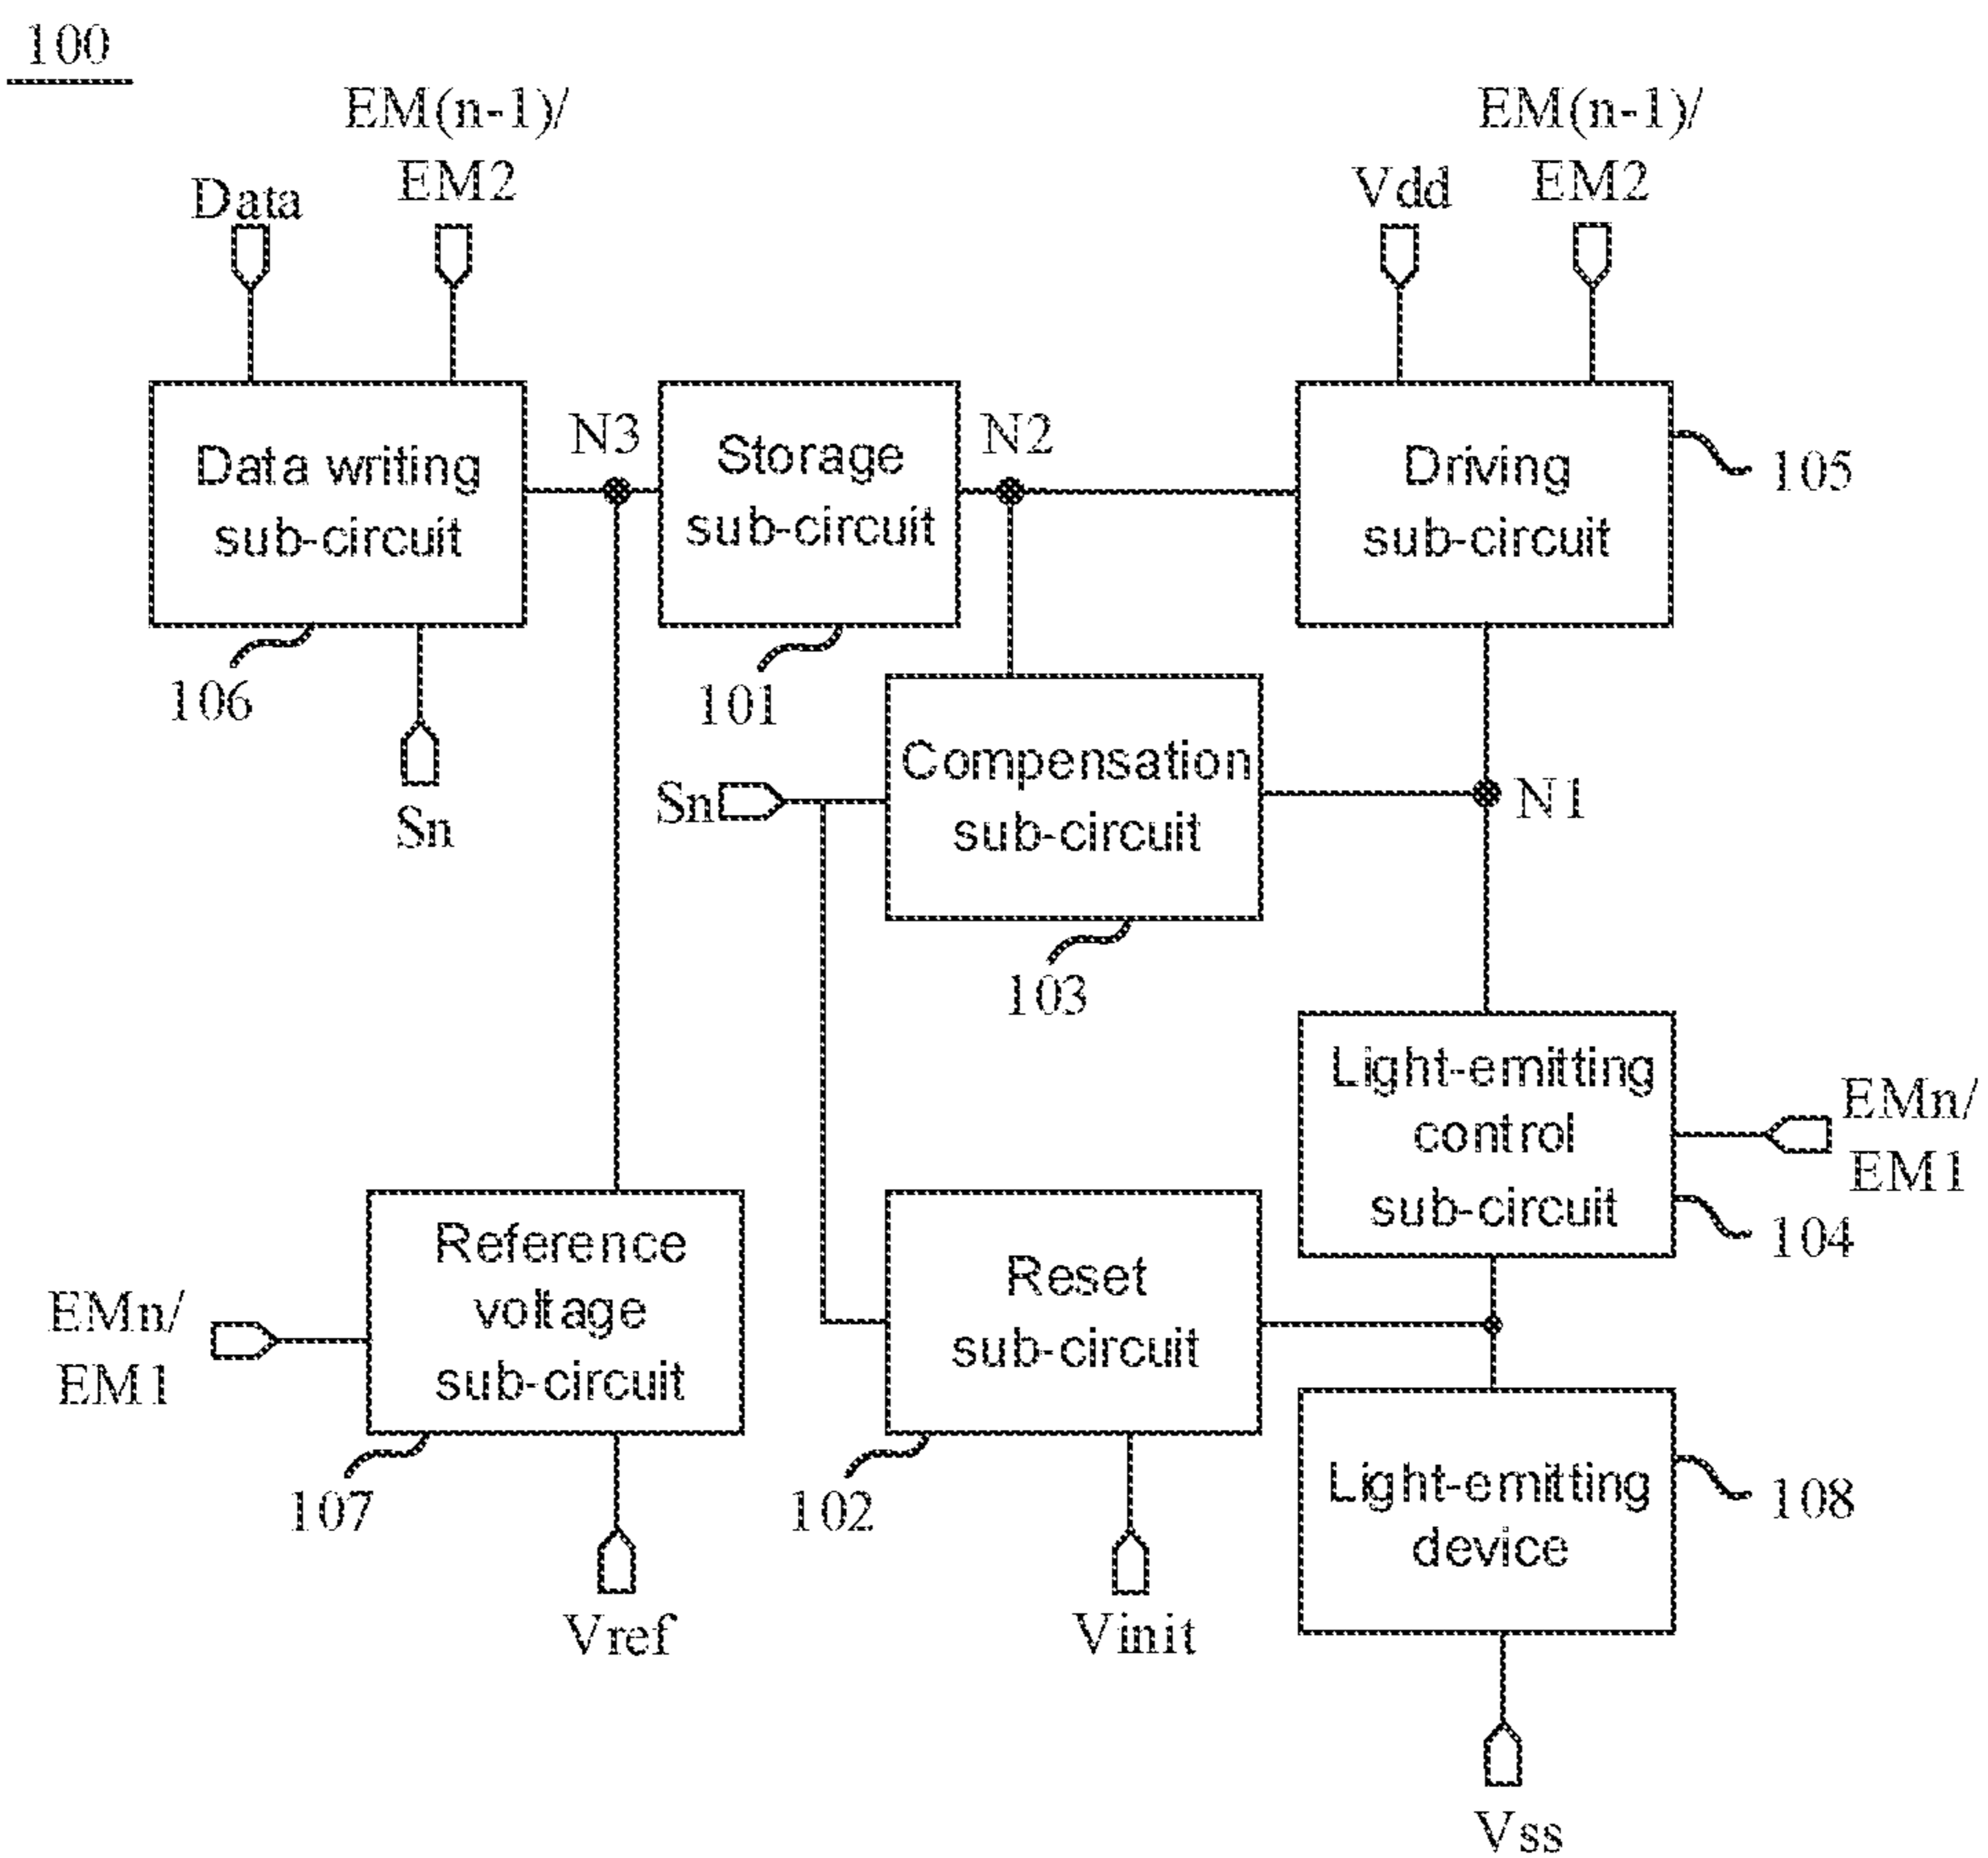 100
EM(n-1)/
EM2
Data
EM(n-1)/
EM2
Vdd
Data writing
sub-circuit
N3
Storage
sub-circuit
N2
Driving
sub-circuit
105
106
101
Sn
Sn
Compensation
sub-circuit
N1
103
Light-emitting
control
sub-circuit
EMn/
EM1
104
Reference
voltage
sub-circuit
EMn/
EM1
Reset
sub-circuit
107
102
Light-emitting
device
108
Vref
Vinit
Vss